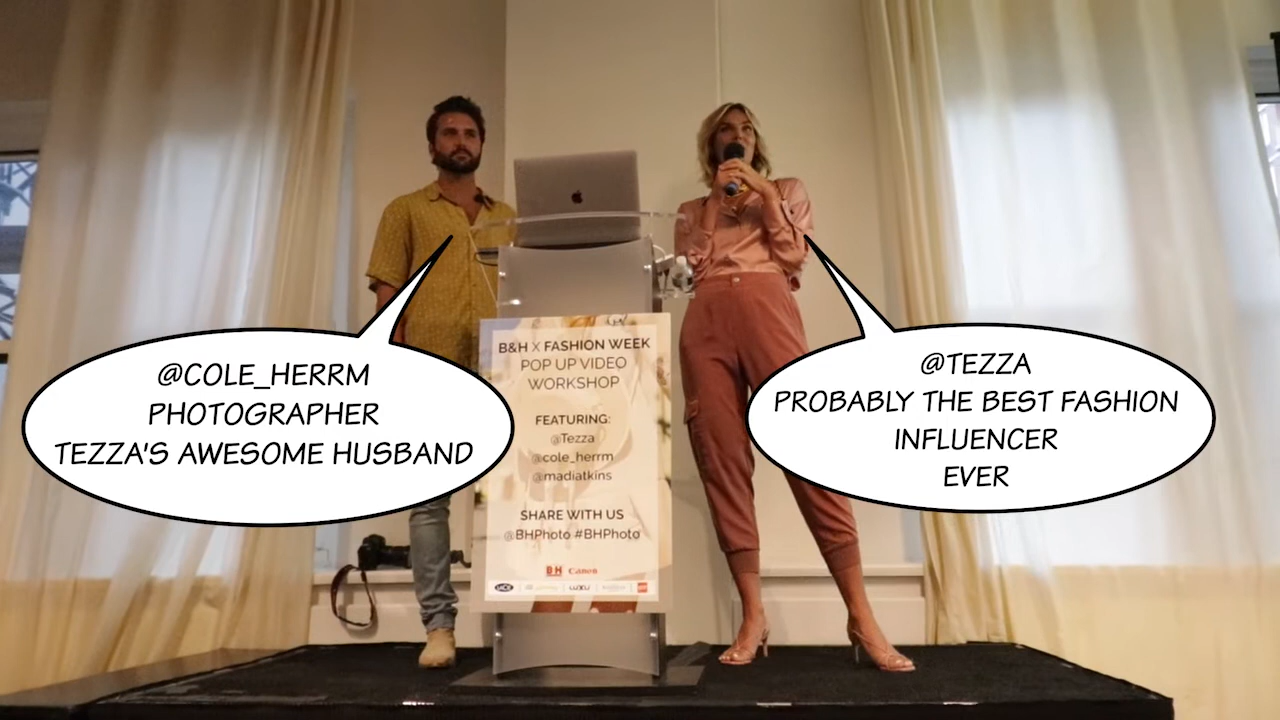 @COLE_HERRM
PHOTOGRAPHER
TEZZA'S AWESOME HUSBAND
@TEZZA
PROBABLY THE BEST FASHION
INFLUENCER
EVER
B&H X FASHION WEEK
POP UP VIDEO
WORKSHOP
FEATURING:
@Tezza
@cole_herrm
@madiatkins
SHARE WITH US
@BHPhoto #BHPhoto
B&H Canon